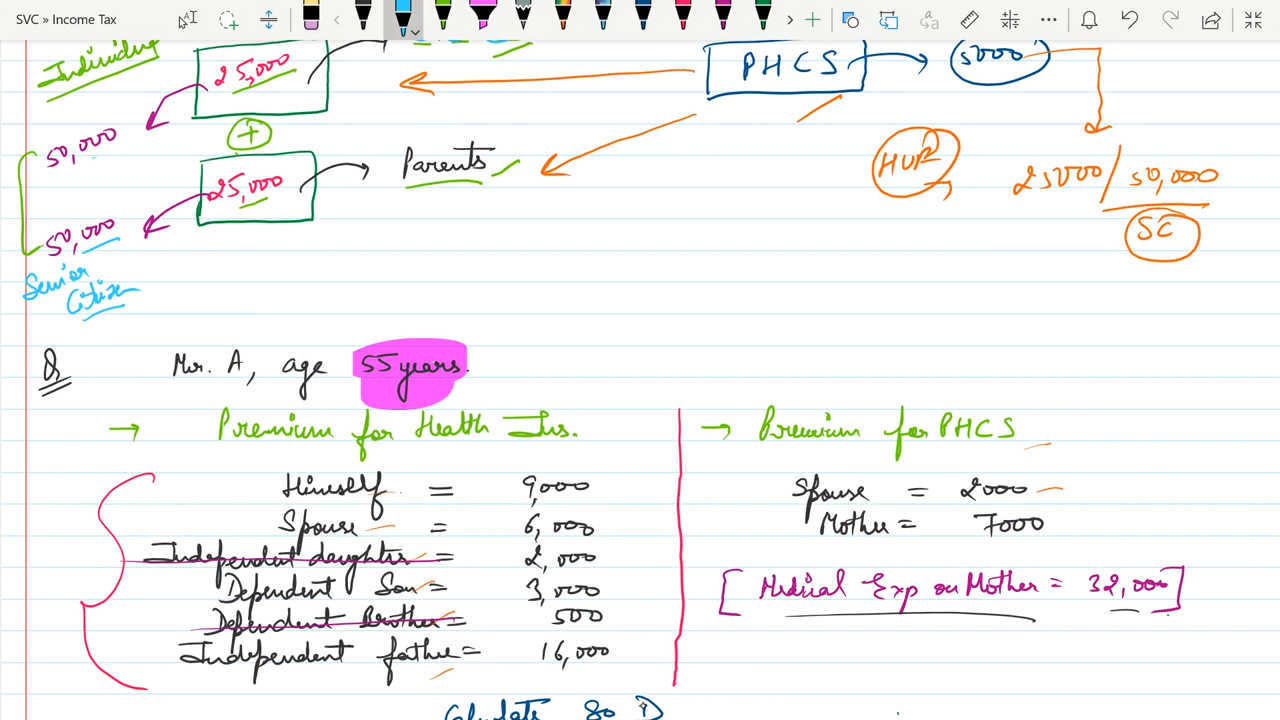 SVC » Income Tax
Individual
25,000
PHCS
5000
50,000
+
25,000
Parents
HUF
25000 / 50,000
SC
50,000
Senior
Citizen
Q Mr. A, age 55 years.
→ Premium for Health Ins.
→ Premium for PHCS
Himself = 9,000
Spouse = 2000
Spouse = 6,000
Mother = 7000
Independent daughter = 2,000
Dependent Son = 3,000
[ Medical Exp on Mother = 32,000 ]
Dependent Brother = 500
Independent father = 16,000
Calculate 80 D